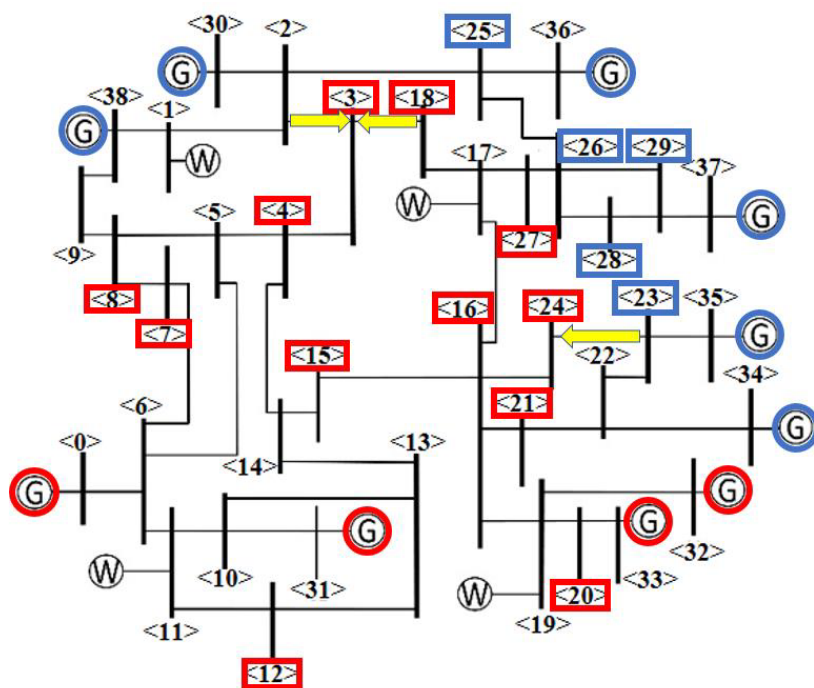 <30> <2> <25> <36>
G G
<38> <1> <3> <18>
G
<17> <26> <29> <37>
W
<5> <4> W
G
<9> <27> <28>
<8> <16> <24> <23> <35>
<7> G
<15> <22> <34>
<6> <21>
<0> <13> G
<14>
G G
G <32>
W <10> <31> <33>
W <20>
<11> <19>
<12>